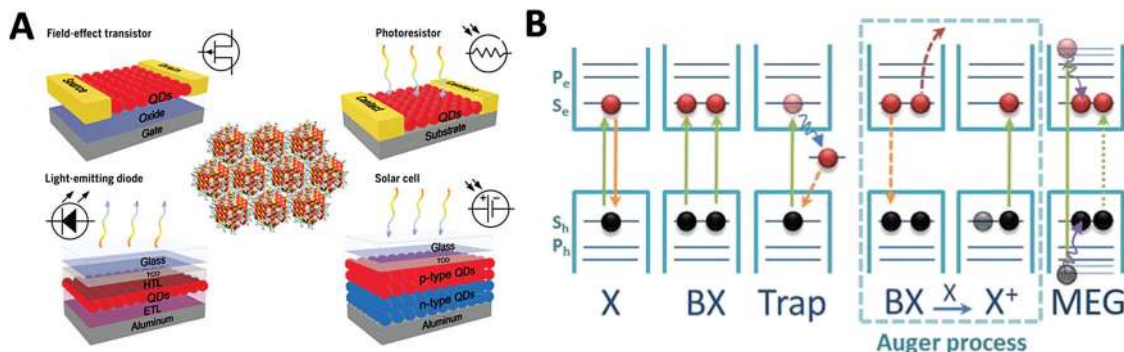 A
Field-effect transistor
Source
Drain
QDs
Oxide
Gate
Photoresistor
Contact
Contact
QDs
Substrate
Light-emitting diode
Glass
TCO
HTL
QDs
ETL
Aluminum
Solar cell
+ −
Glass
TCO
p-type QDs
n-type QDs
Aluminum
B
Pe
Se
Sh
Ph
X BX Trap BX X X+ MEG
Auger process